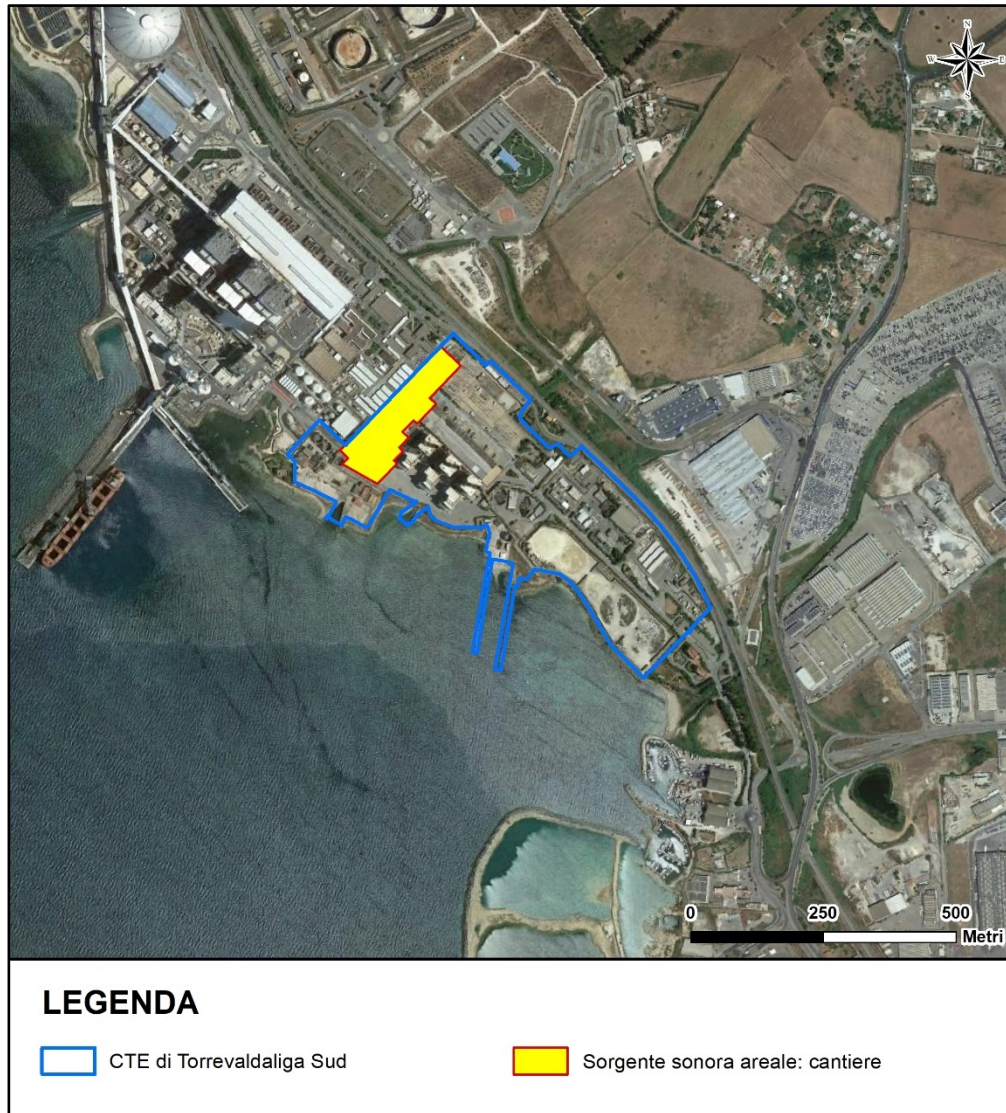 N
W E
S
0 250 500
Metri
LEGENDA
CTE di Torrevaldaliga Sud
Sorgente sonora areale: cantiere